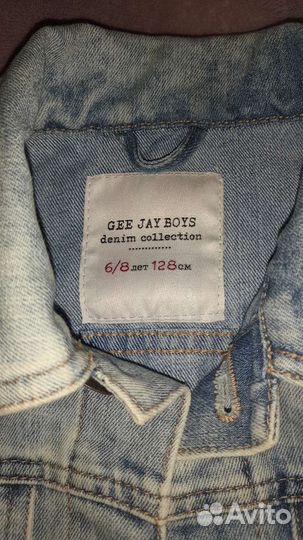 GEE JAY BOYS
denim collection
6/8 лет 128 см
Avito